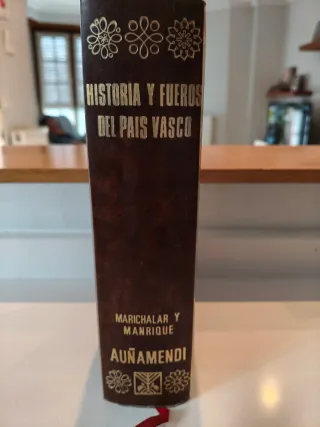 HISTORIA Y FUEROS
DEL PAIS VASCO
MARICHALAR Y
MANRIQUE
AUÑAMENDI